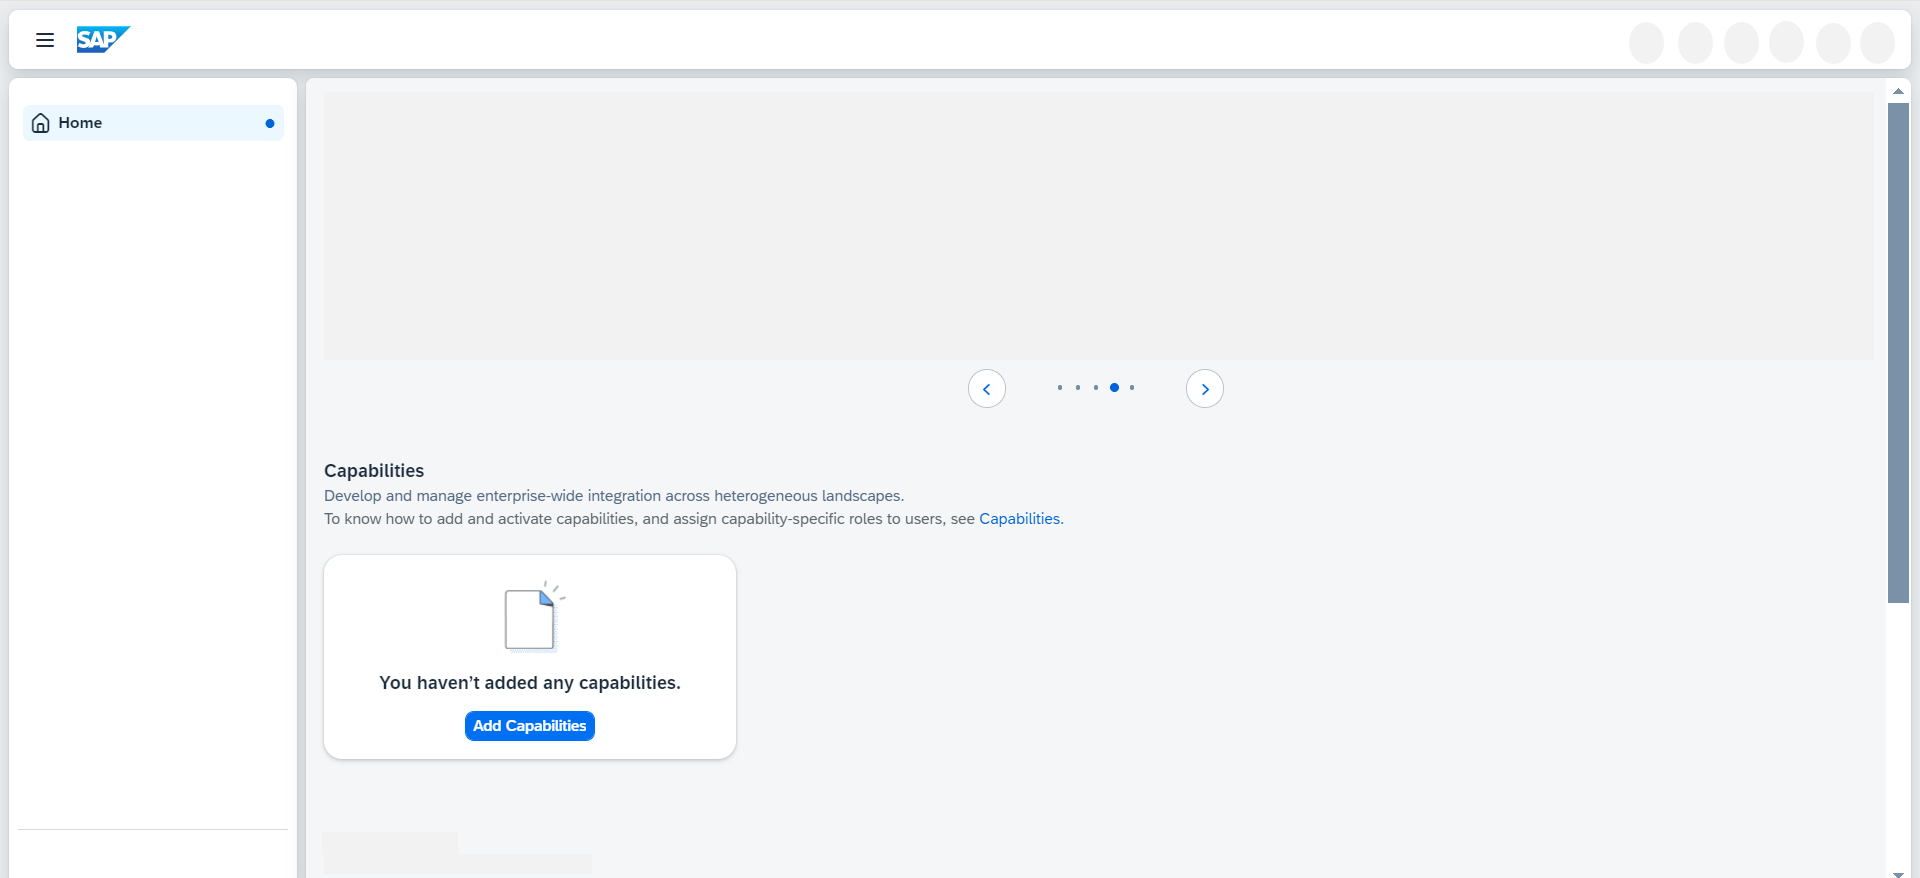 SAP
Home
Capabilities
Develop and manage enterprise-wide integration across heterogeneous landscapes.
To know how to add and activate capabilities, and assign capability-specific roles to users, see Capabilities.
You haven’t added any capabilities.
Add Capabilities